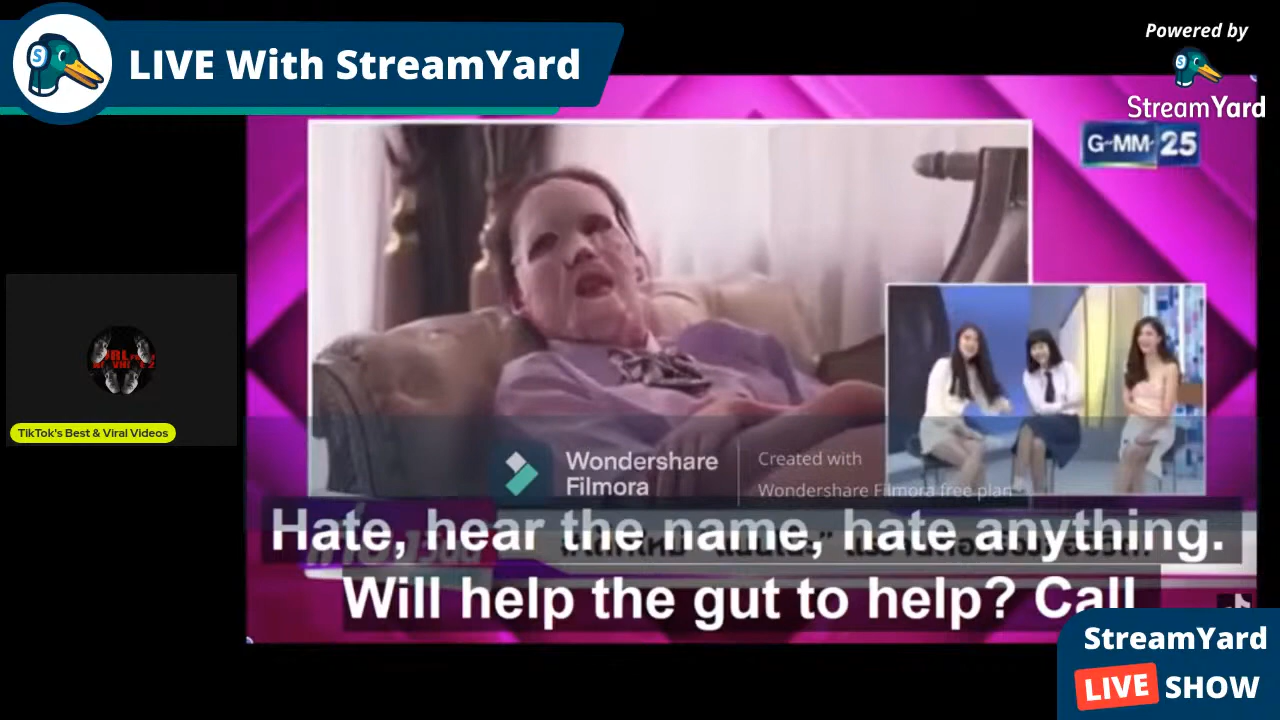 LIVE With StreamYard
Powered by
StreamYard
GMM 25
TikTok's Best & Viral Videos
Wondershare
Filmora
Created with
Wondershare Filmora free plan
Hate, hear the name, hate anything.
Will help the gut to help? Call
StreamYard
LIVE SHOW